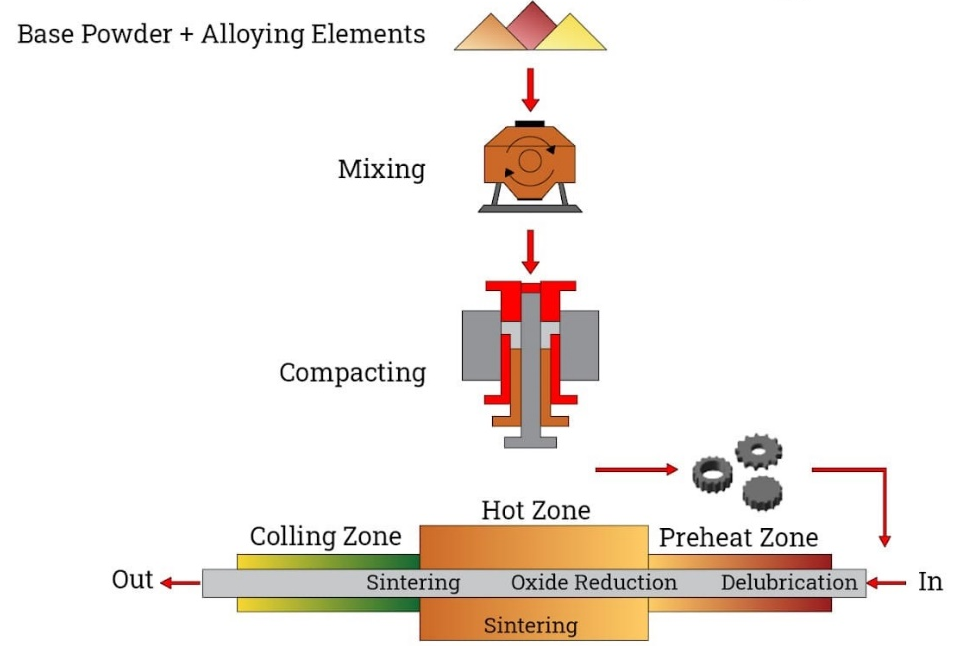 Base Powder + Alloying Elements
Mixing
Compacting
Hot Zone
Colling Zone
Preheat Zone
Out
Sintering
Oxide Reduction
Delubrication
In
Sintering